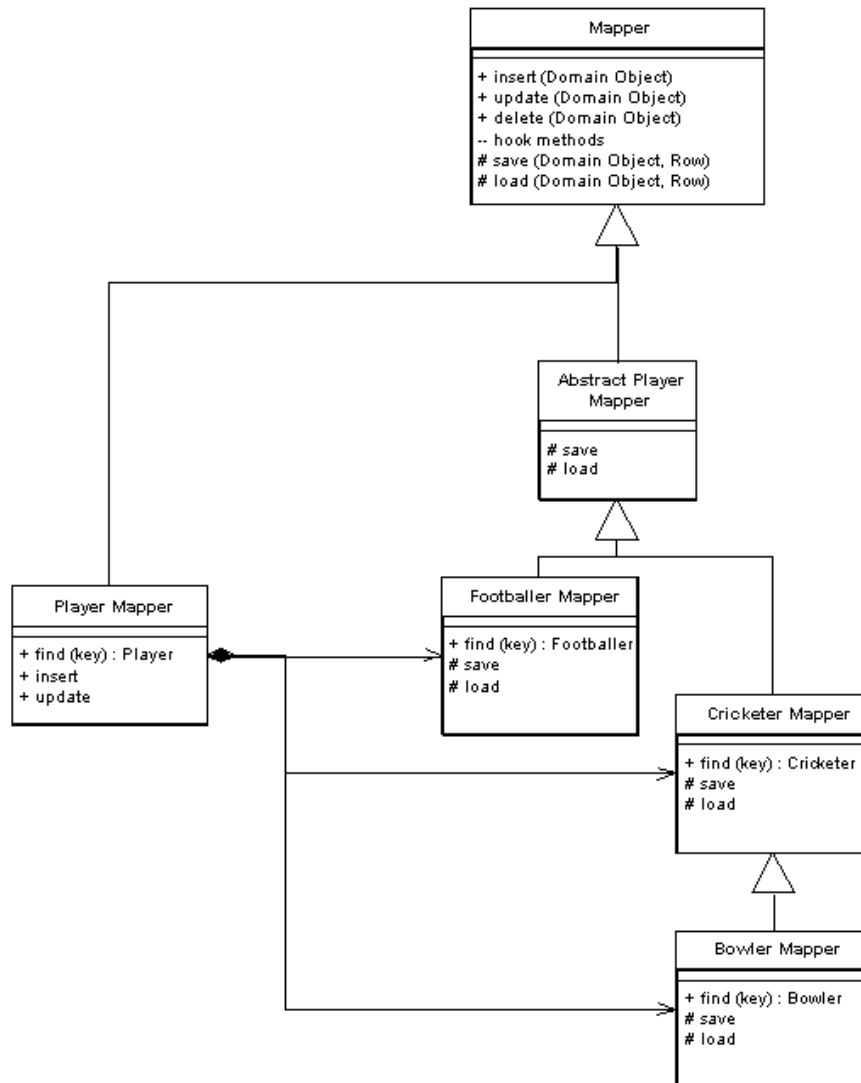 Mapper
+ insert (Domain Object)
+ update (Domain Object)
+ delete (Domain Object)
-- hook methods
# save (Domain Object, Row)
# load (Domain Object, Row)
Abstract Player
Mapper
# save
# load
Player Mapper
+ find (key) : Player
+ insert
+ update
Footballer Mapper
+ find (key) : Footballer
# save
# load
Cricketer Mapper
+ find (key) : Cricketer
# save
# load
Bowler Mapper
+ find (key) : Bowler
# save
# load